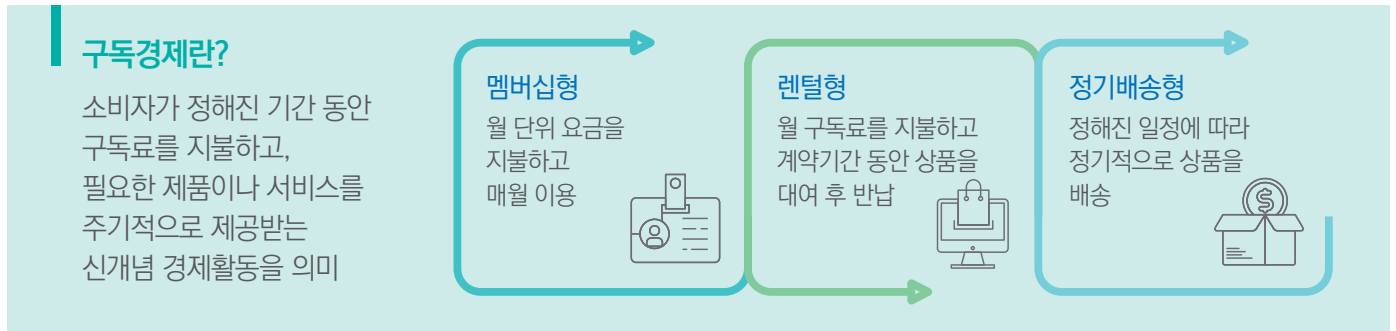 구독경제란?
소비자가 정해진 기간 동안
구독료를 지불하고,
필요한 제품이나 서비스를
주기적으로 제공받는
신개념 경제활동을 의미
멤버십형
월 단위 요금을
지불하고
매월 이용
렌털형
월 구독료를 지불하고
계약기간 동안 상품을
대여 후 반납
정기배송형
정해진 일정에 따라
정기적으로 상품을
배송
$